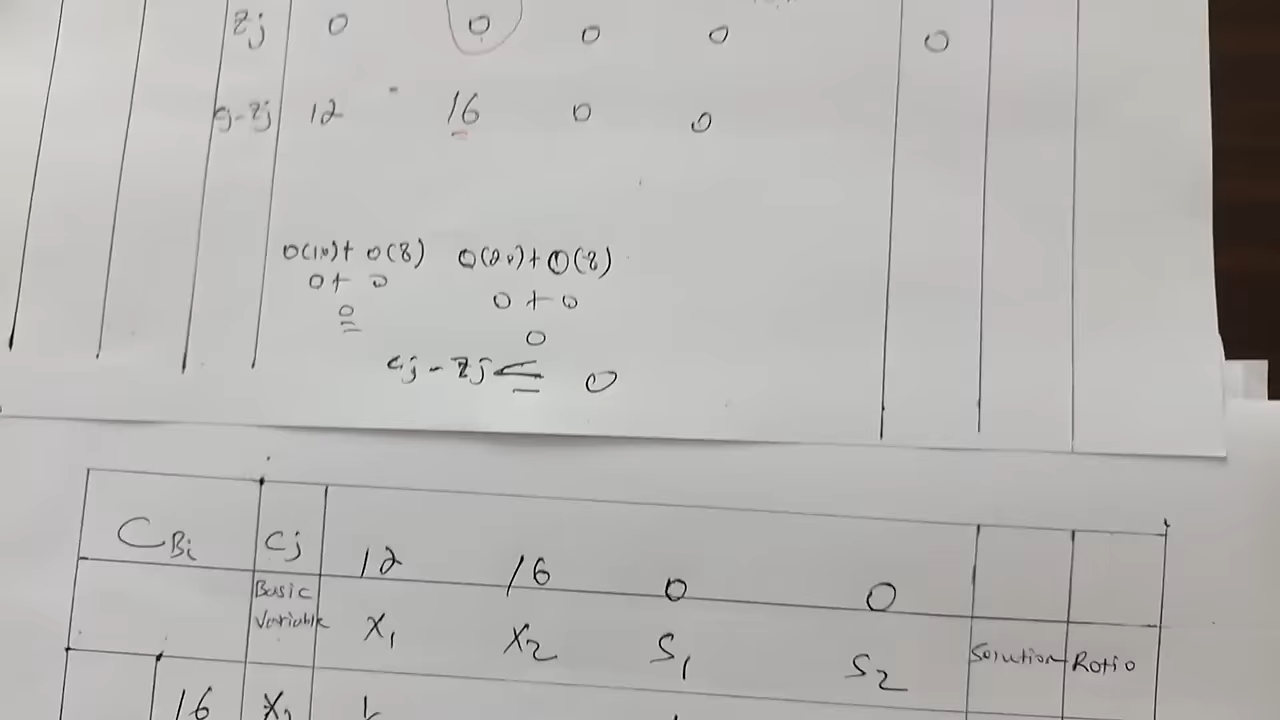 Zj 0 0 0 0 0
Cj-Zj 12 16 0 0
0(10)+ 0(8) 0(20)+0(8)
0+ 0 0 + 0
0 0
Cj - Zj ≤ 0
CBi Cj 12 16 0 0
Basic
Variable X1 X2 S1 S2 Solution Ratio
16 X2